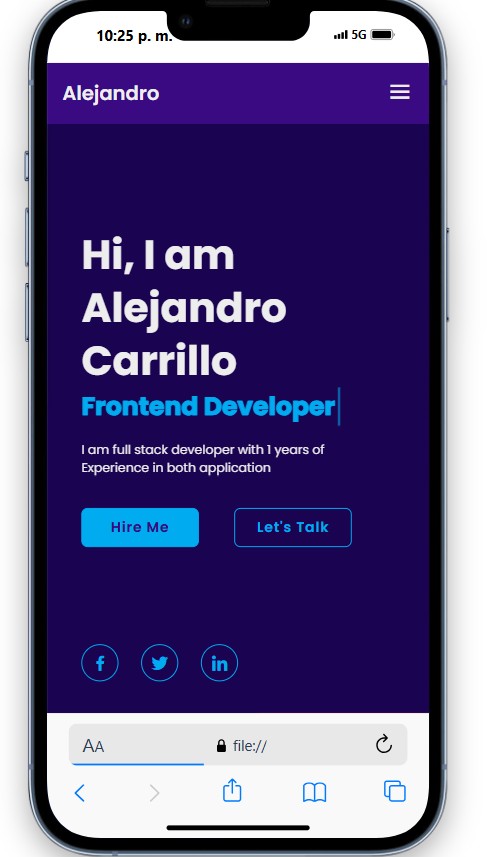 10:25 p. m.
5G
Alejandro
Hi, I am
Alejandro
Carrillo
Frontend Developer
I am full stack developer with 1 years of
Experience in both application
Hire Me
Let's Talk
AA
file://